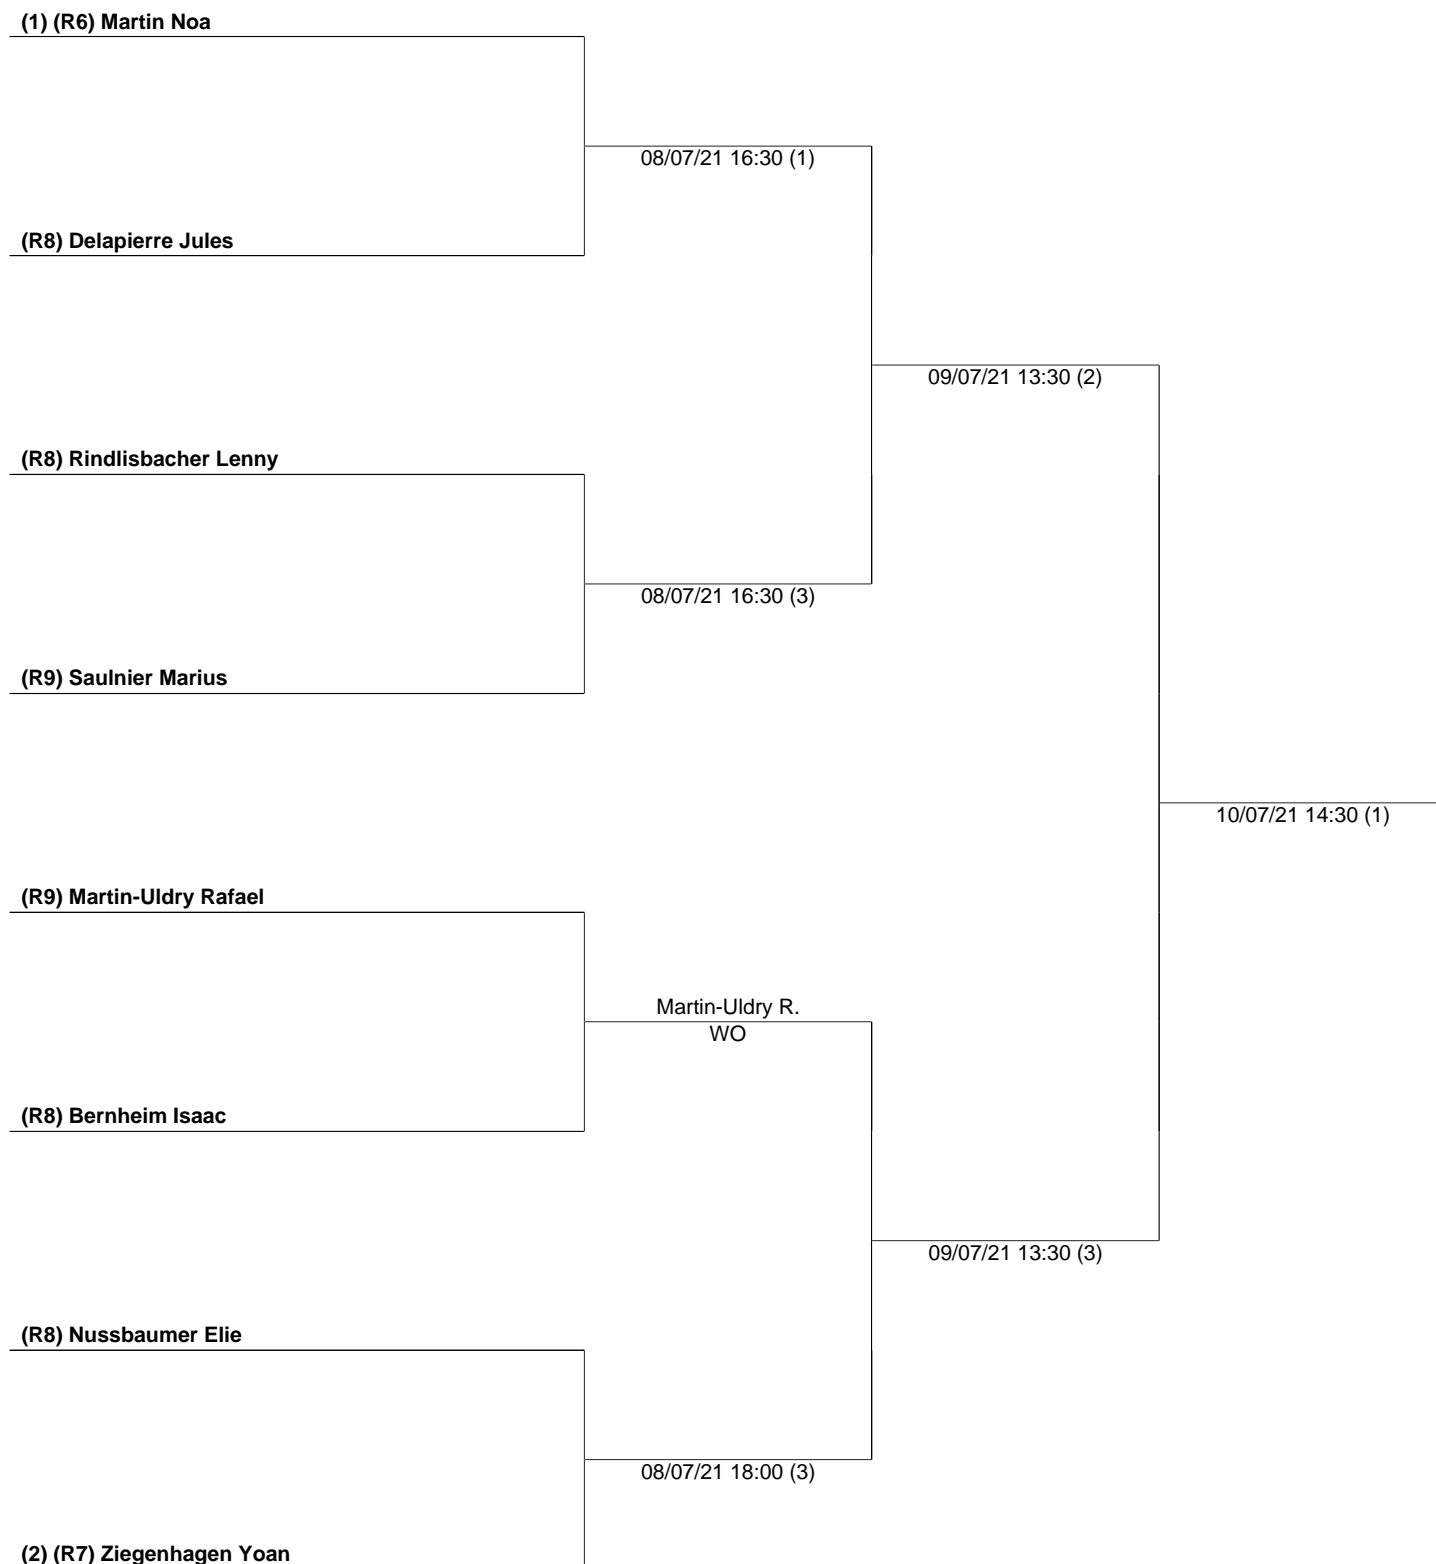 (1) (R6) Martin Noa
08/07/21 16:30 (1)
(R8) Delapierre Jules
09/07/21 13:30 (2)
(R8) Rindlisbacher Lenny
08/07/21 16:30 (3)
(R9) Saulnier Marius
10/07/21 14:30 (1)
(R9) Martin-Uldry Rafael
Martin-Uldry R.
WO
(R8) Bernheim Isaac
09/07/21 13:30 (3)
(R8) Nussbaumer Elie
08/07/21 18:00 (3)
(2) (R7) Ziegenhagen Yoan